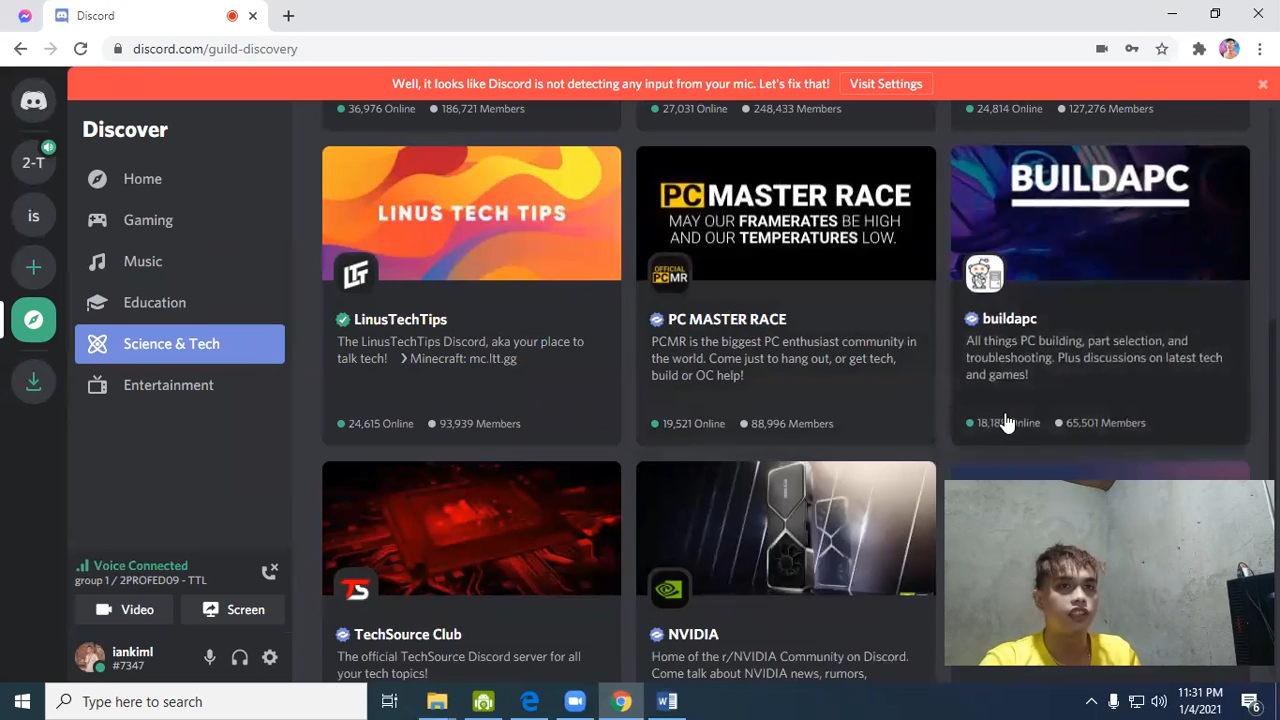 Discord
discord.com/guild-discovery
Well, it looks like Discord is not detecting any input from your mic. Let's fix that!
Visit Settings
2-T
is
Discover
Home
Gaming
Music
Education
Science & Tech
Entertainment
36,976 Online 186,721 Members
27,031 Online 248,433 Members
24,814 Online 127,276 Members
LINUS TECH TIPS
LTT
LinusTechTips
The LinusTechTips Discord, aka your place to
talk tech! ❯ Minecraft: mc.ltt.gg
24,615 Online 93,939 Members
PC MASTER RACE
MAY OUR FRAMERATES BE HIGH
AND OUR TEMPERATURES LOW.
OFFICIAL
PCMR
PC MASTER RACE
PCMR is the biggest PC enthusiast community in
the world. Come just to hang out, or get tech,
build or OC help!
19,521 Online 88,996 Members
BUILDAPC
buildapc
All things PC building, part selection, and
troubleshooting. Plus discussions on latest tech
and games!
65,501 Members
TS
TechSource Club
The official TechSource Discord server for all
your tech topics!
NVIDIA
Home of the r/NVIDIA Community on Discord.
Come talk about NVIDIA news, rumors,
Voice Connected
group 1 / 2PROFED09 - TTL
Video
Screen
iankiml
#7347
Type here to search
11:31 PM
1/4/2021
6